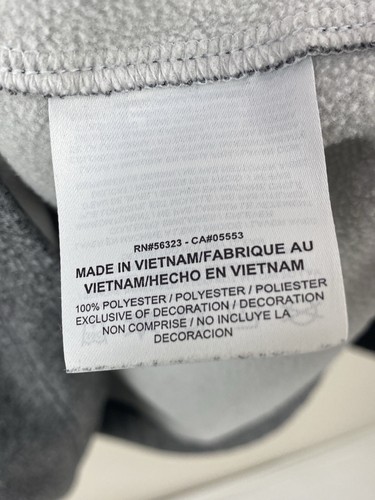 RN#56323 - CA#05553
MADE IN VIETNAM/FABRIQUE AU
VIETNAM/HECHO EN VIETNAM
100% POLYESTER / POLYESTER / POLIESTER
EXCLUSIVE OF DECORATION / DECORATION
NON COMPRISE / NO INCLUYE LA
DECORACION